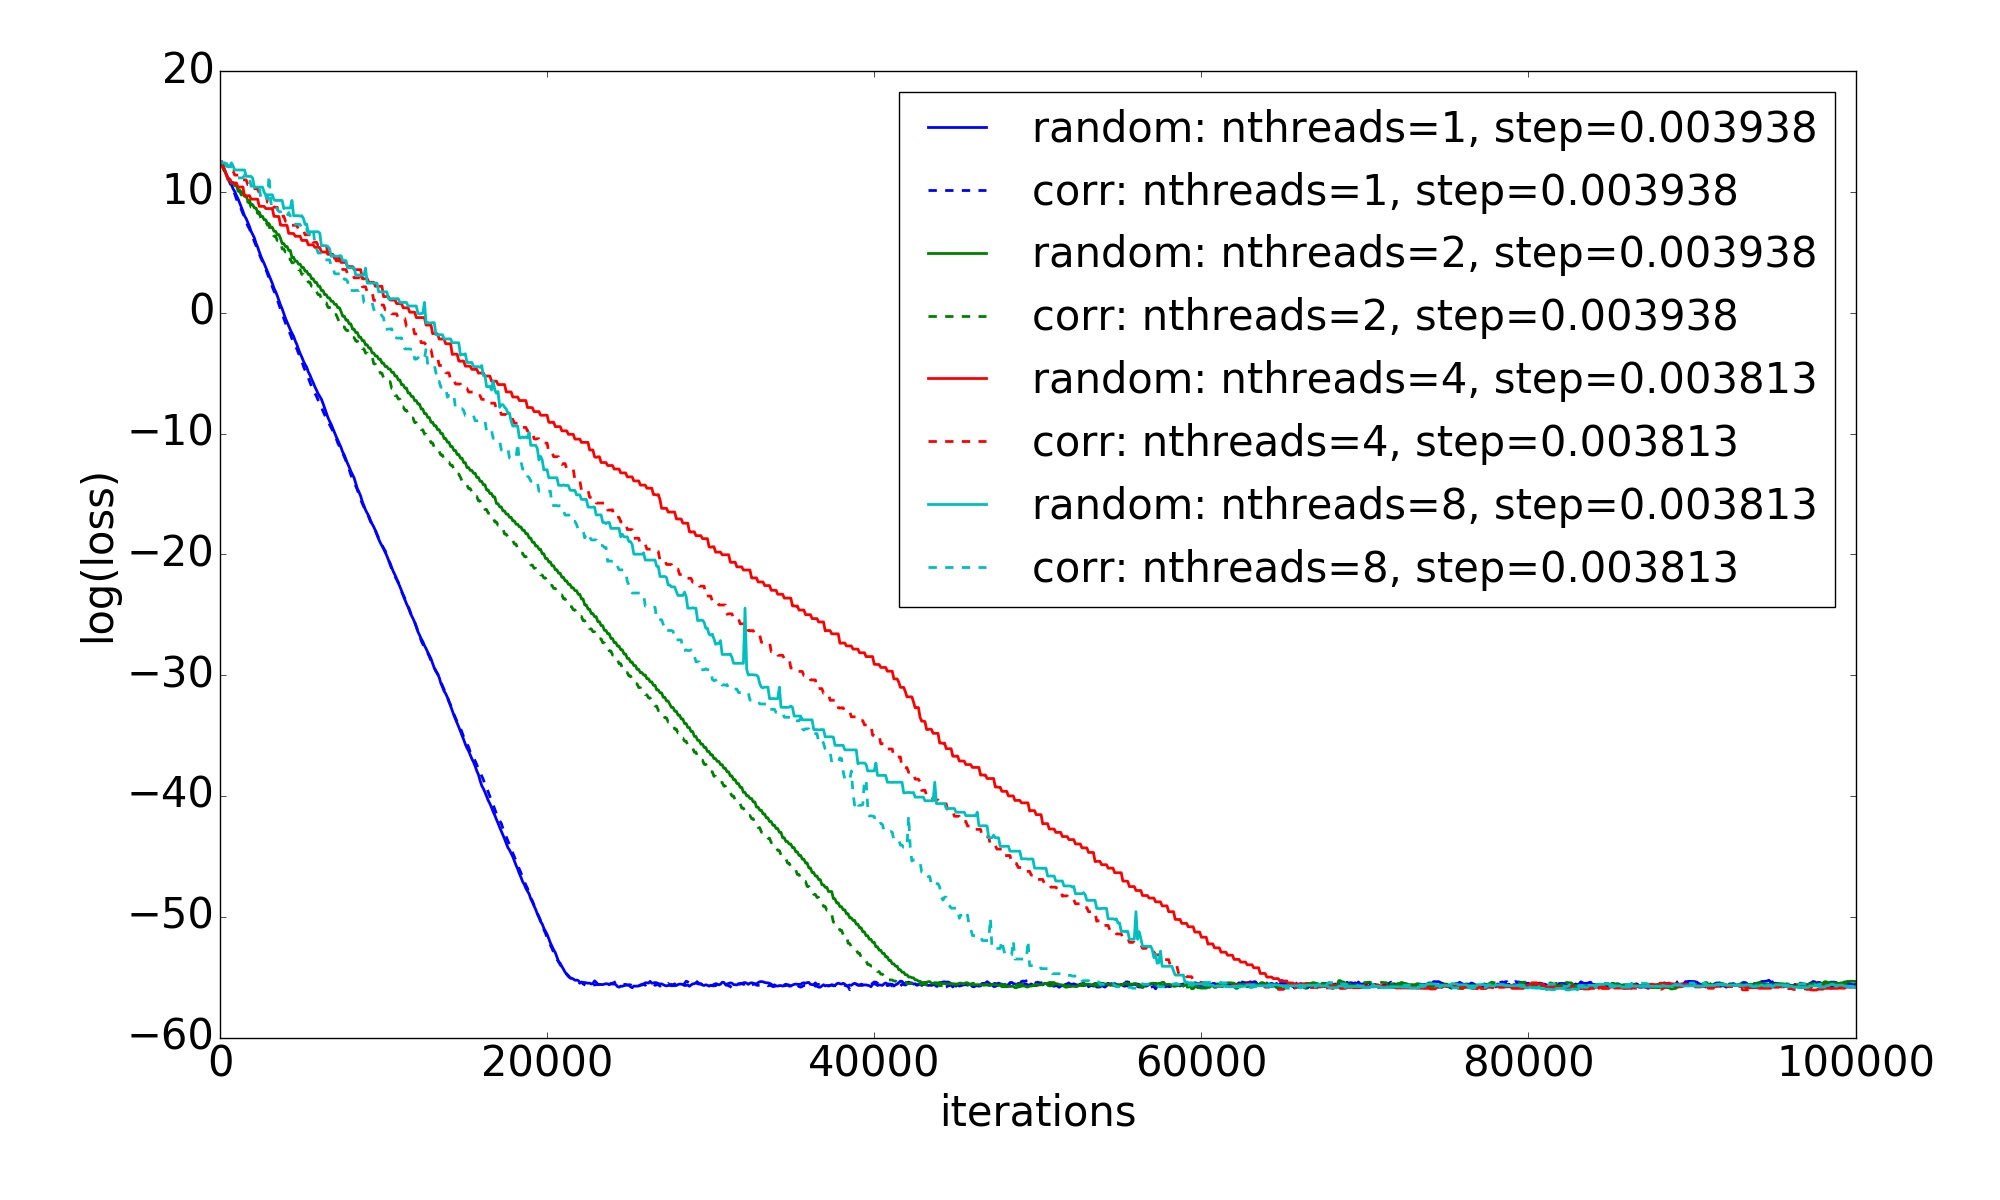 20
10
0
−10
−20
−30
−40
−50
−60
log(loss)
random: nthreads=1, step=0.003938
corr: nthreads=1, step=0.003938
random: nthreads=2, step=0.003938
corr: nthreads=2, step=0.003938
random: nthreads=4, step=0.003813
corr: nthreads=4, step=0.003813
random: nthreads=8, step=0.003813
corr: nthreads=8, step=0.003813
0 20000 40000 60000 80000 100000
iterations